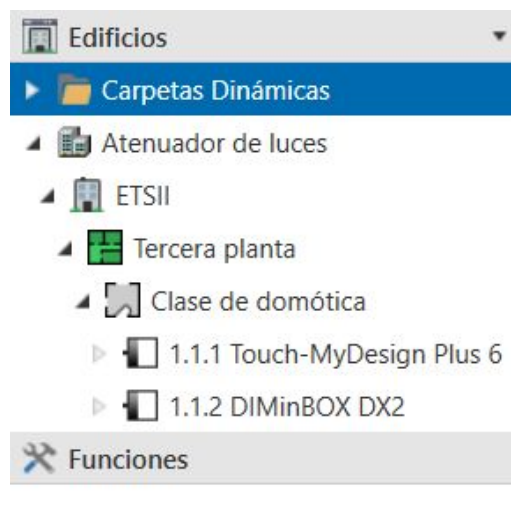 Edificios
Carpetas Dinámicas
Atenuador de luces
ETSII
Tercera planta
Clase de domótica
1.1.1 Touch-MyDesign Plus 6
1.1.2 DIMinBOX DX2
Funciones